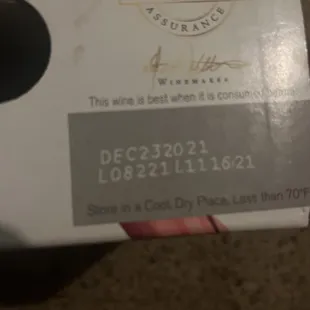 ASSURANCE
WINEMAKER
This wine is best when it is consumed
DEC232021
L08221L1116:21
Store in a Cool, Dry Place, Less than 70°F